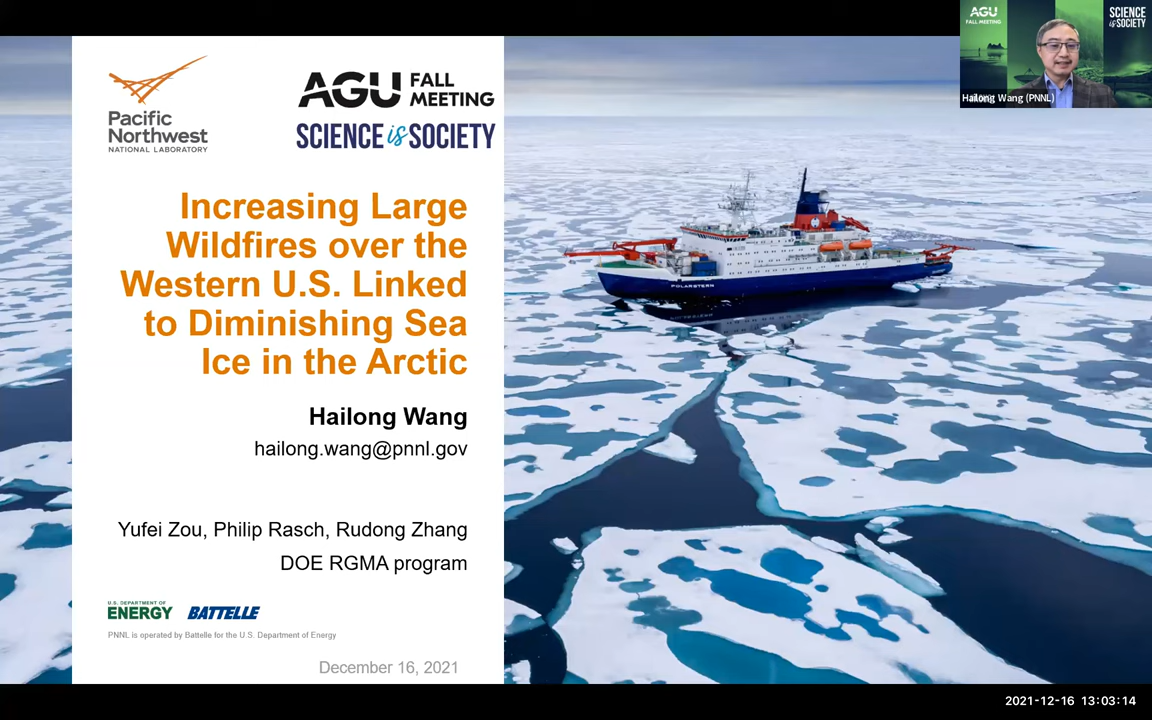 Pacific
Northwest
NATIONAL LABORATORY
AGU FALL
MEETING
SCIENCE is SOCIETY
Increasing Large
Wildfires over the
Western U.S. Linked
to Diminishing Sea
Ice in the Arctic
Hailong Wang
hailong.wang@pnnl.gov
Yufei Zou, Philip Rasch, Rudong Zhang
DOE RGMA program
U.S. DEPARTMENT OF
ENERGY BATTELLE
PNNL is operated by Battelle for the U.S. Department of Energy
December 16, 2021
POLARSTERN
AGU
FALL MEETING
SCIENCE
is SOCIETY
Hailong Wang (PNNL)
2021-12-16 13:03:14